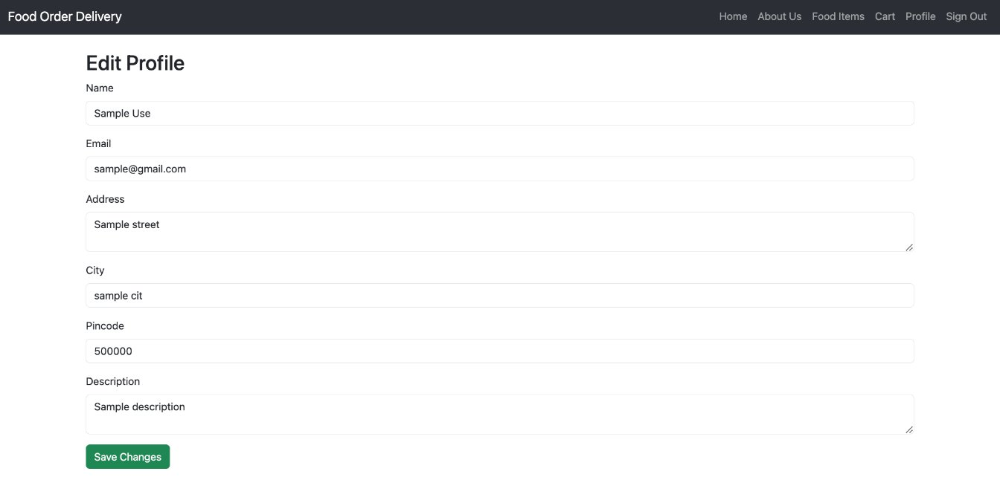 Food Order Delivery Home About Us Food Items Cart Profile Sign Out
Edit Profile
Name
Sample Use
Email
sample@gmail.com
Address
Sample street
City
sample cit
Pincode
500000
Description
Sample description
Save Changes